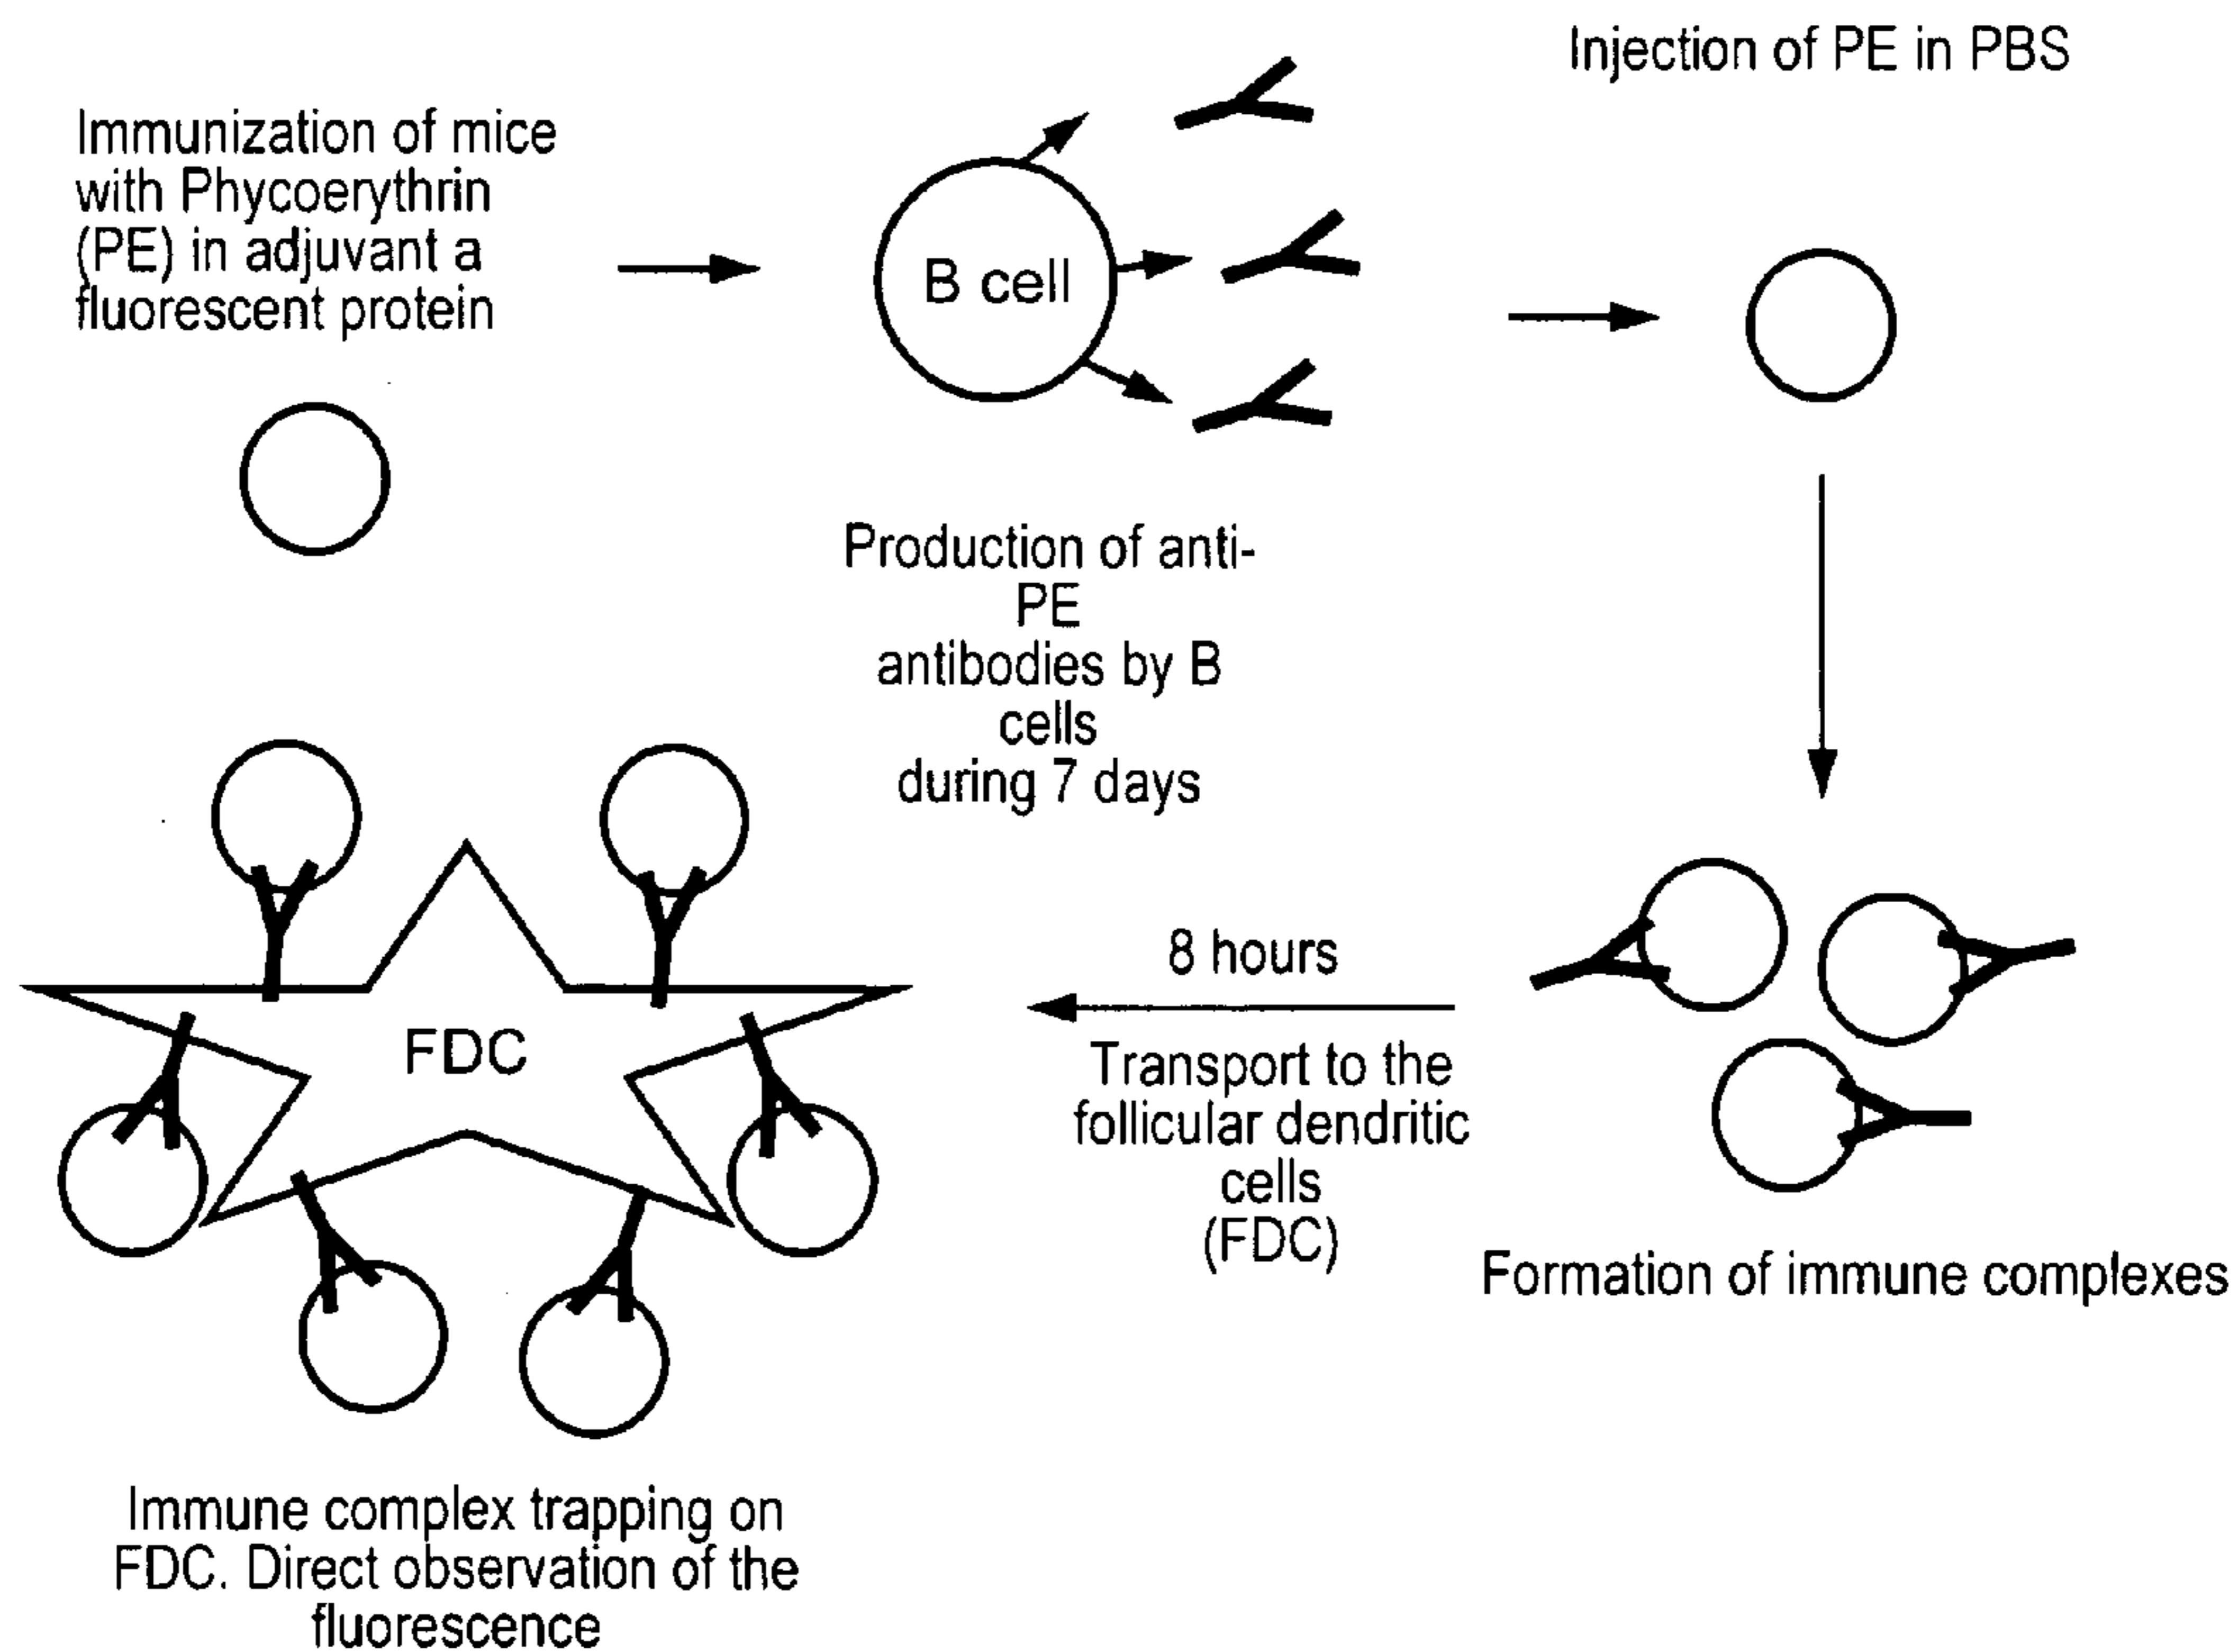 Immunization of mice
with Phycoerythrin
(PE) in adjuvant a
fluorescent protein
B cell
Production of anti-
PE
antibodies by B
cells
during 7 days
Injection of PE in PBS
Formation of immune complexes
8 hours
Transport to the
follicular dendritic
cells
(FDC)
FDC
Immune complex trapping on
FDC. Direct observation of the
fluorescence